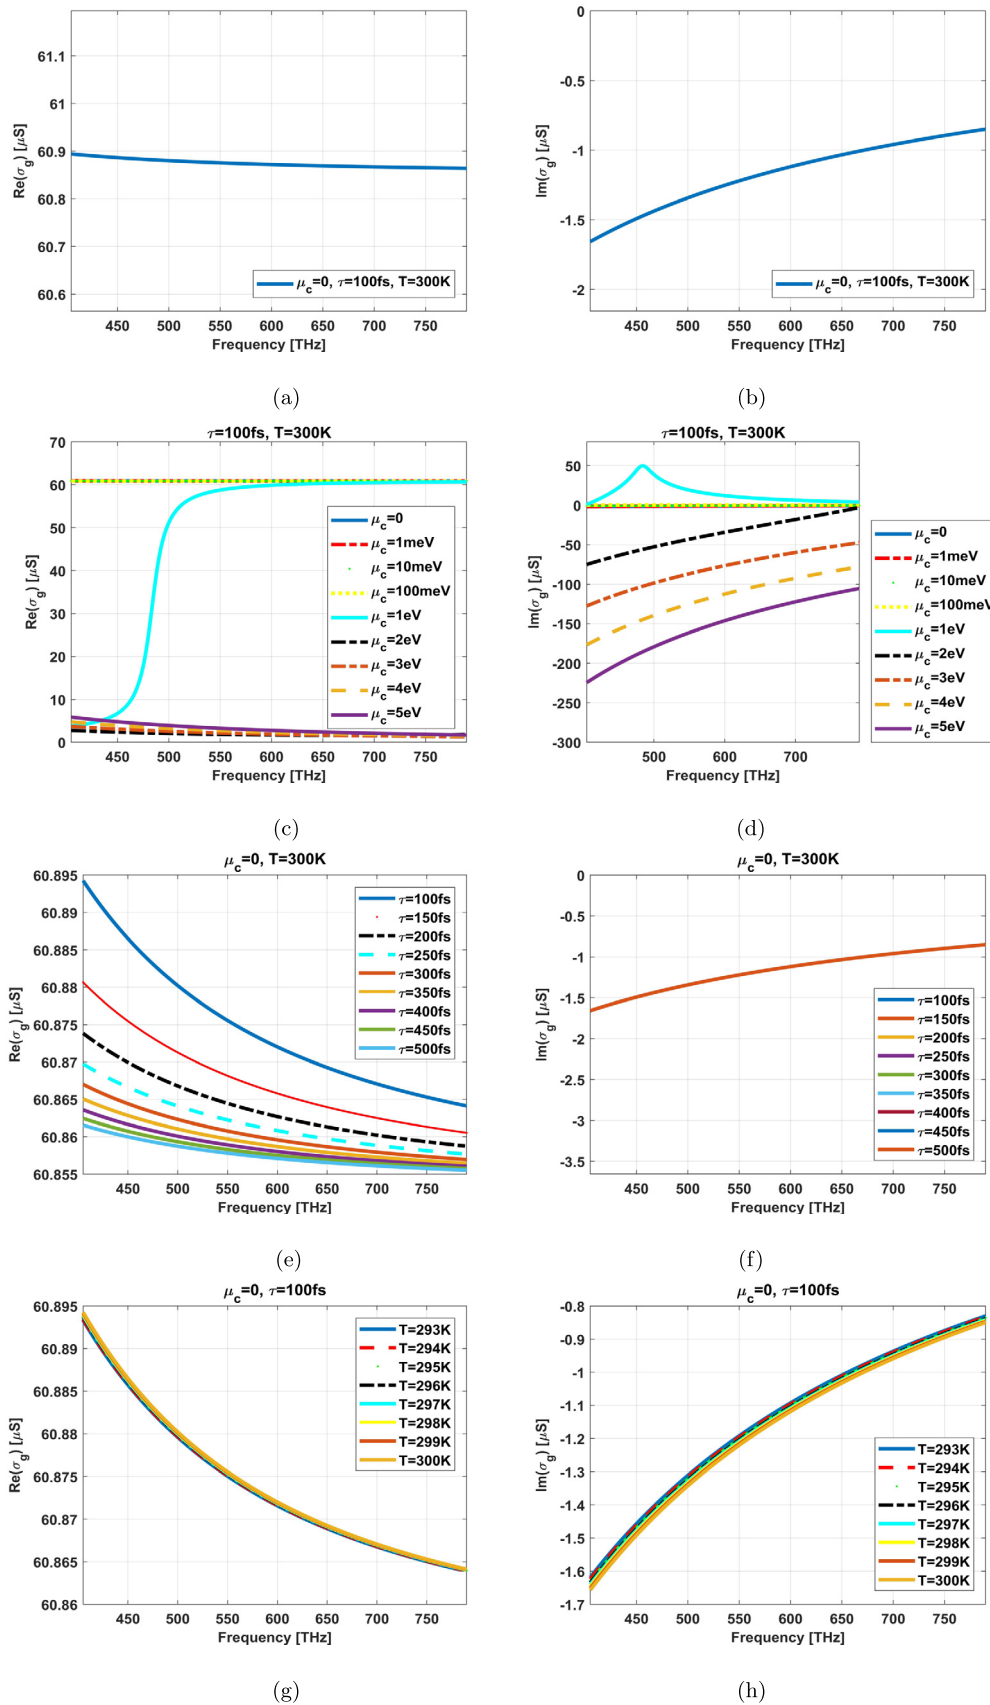 61.1
61
60.9
60.8
60.7
60.6
Re(σg) [μS]
μc=0, τ=100fs, T=300K
450 500 550 600 650 700 750
Frequency [THz]
(a)
0
-0.5
-1
-1.5
-2
Im(σg) [μS]
μc=0, τ=100fs, T=300K
450 500 550 600 650 700 750
Frequency [THz]
(b)
τ=100fs, T=300K
70
60
50
40
30
20
10
0
Re(σg) [μS]
μc=0
μc=1meV
μc=10meV
μc=100meV
μc=1eV
μc=2eV
μc=3eV
μc=4eV
μc=5eV
450 500 550 600 650 700 750
Frequency [THz]
(c)
τ=100fs, T=300K
50
0
-50
-100
-150
-200
-250
-300
Im(σg) [μS]
μc=0
μc=1meV
μc=10meV
μc=100meV
μc=1eV
μc=2eV
μc=3eV
μc=4eV
μc=5eV
500 600 700
Frequency [THz]
(d)
μc=0, T=300K
60.895
60.89
60.885
60.88
60.875
60.87
60.865
60.86
60.855
Re(σg) [μS]
τ=100fs
τ=150fs
τ=200fs
τ=250fs
τ=300fs
τ=350fs
τ=400fs
τ=450fs
τ=500fs
450 500 550 600 650 700 750
Frequency [THz]
(e)
μc=0, T=300K
0
-0.5
-1
-1.5
-2
-2.5
-3
-3.5
Im(σg) [μS]
τ=100fs
τ=150fs
τ=200fs
τ=250fs
τ=300fs
τ=350fs
τ=400fs
τ=450fs
τ=500fs
450 500 550 600 650 700 750
Frequency [THz]
(f)
μc=0, τ=100fs
60.895
60.89
60.885
60.88
60.875
60.87
60.865
60.86
Re(σg) [μS]
T=293K
T=294K
T=295K
T=296K
T=297K
T=298K
T=299K
T=300K
450 500 550 600 650 700 750
Frequency [THz]
(g)
μc=0, τ=100fs
-0.8
-0.9
-1
-1.1
-1.2
-1.3
-1.4
-1.5
-1.6
-1.7
Im(σg) [μS]
T=293K
T=294K
T=295K
T=296K
T=297K
T=298K
T=299K
T=300K
450 500 550 600 650 700 750
Frequency [THz]
(h)